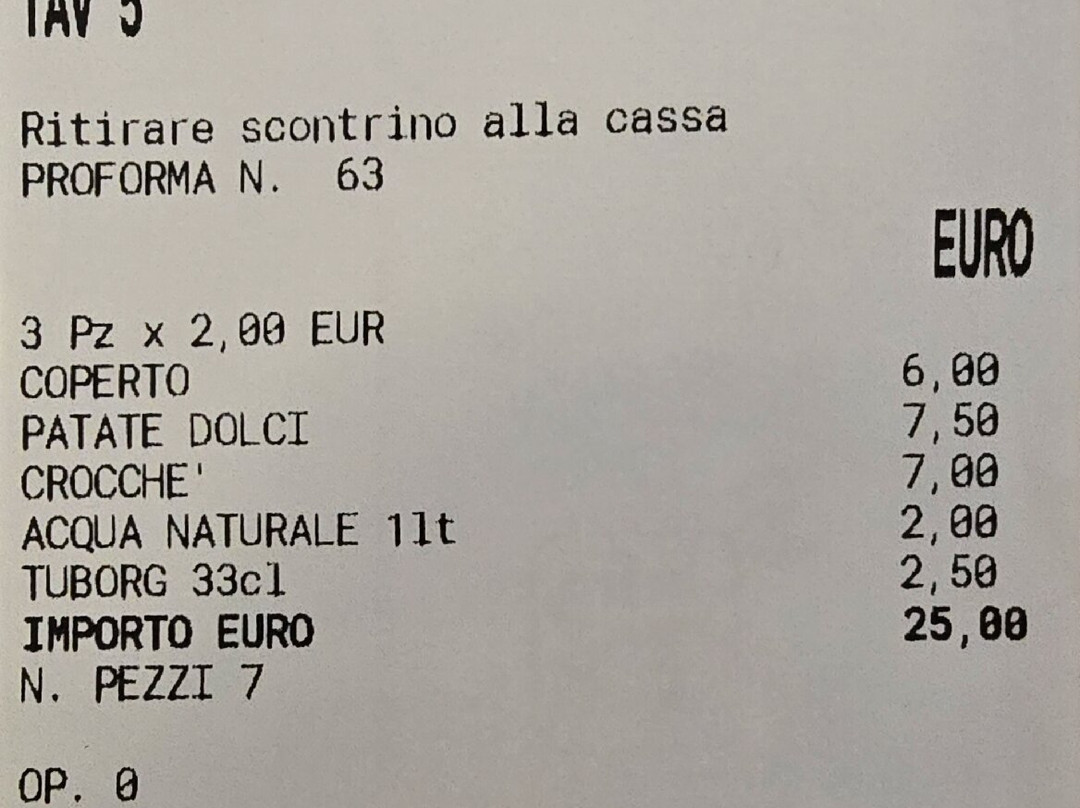 TAV 5
Ritirare scontrino alla cassa
PROFORMA N. 63
EURO
3 Pz x 2,00 EUR
COPERTO 6,00
PATATE DOLCI 7,50
CROCCHE' 7,00
ACQUA NATURALE 1lt 2,00
TUBORG 33cl 2,50
IMPORTO EURO 25,00
N. PEZZI 7
OP. 0